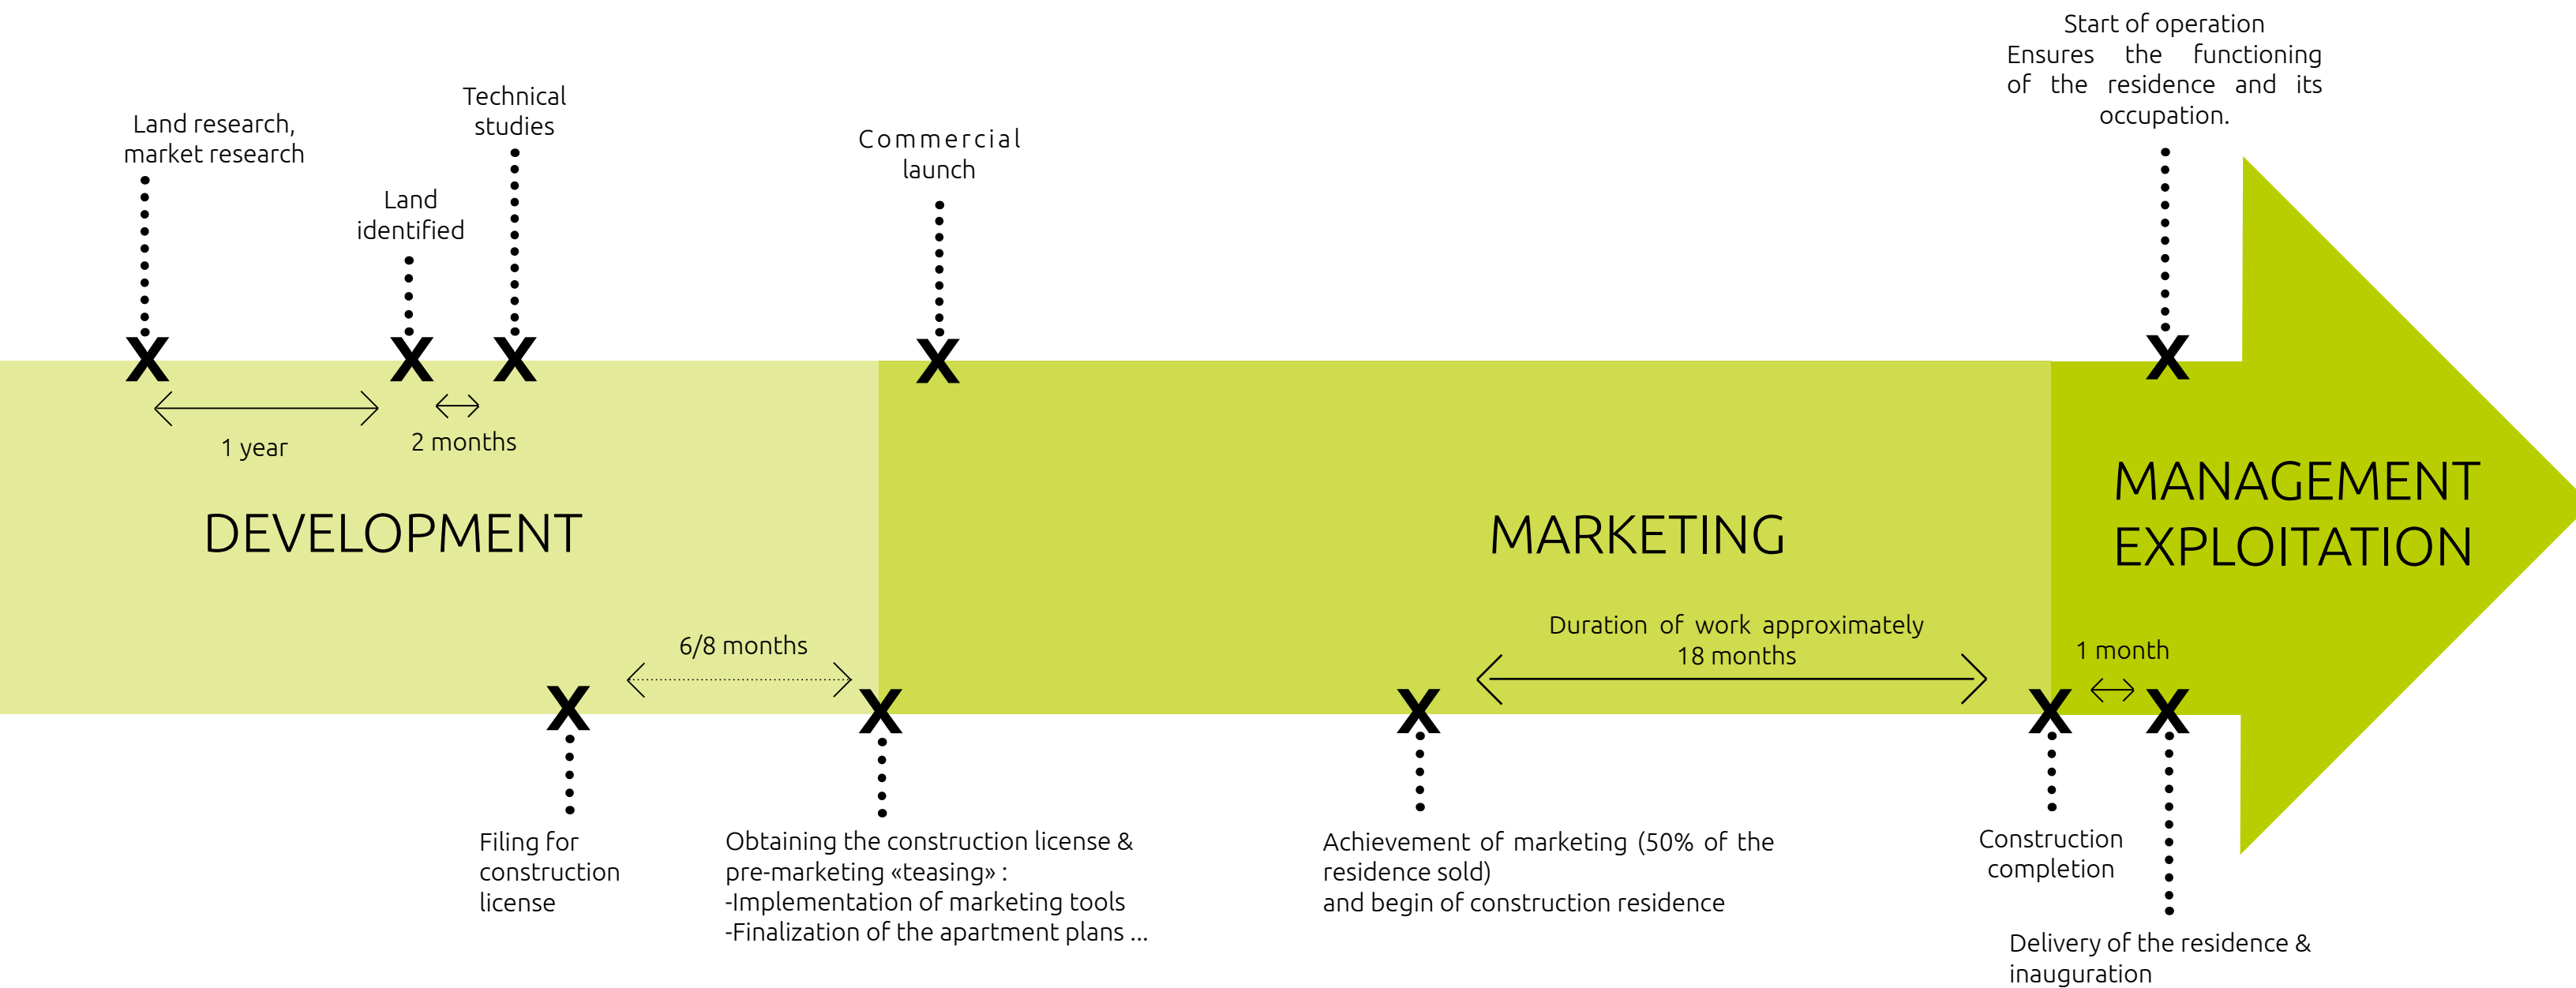 Start of operation
Ensures the functioning
of the residence and its
occupation.
Technical
studies
Land research,
market research
Commercial
launch
Land
identified
X
X
X
X
X
1 year
2 months
DEVELOPMENT
MARKETING
MANAGEMENT
EXPLOITATION
6/8 months
Duration of work approximately
18 months
1 month
X
X
X
X
X
Filing for
construction
license
Obtaining the construction license &
pre-marketing «teasing» :
-Implementation of marketing tools
-Finalization of the apartment plans ...
Achievement of marketing (50% of the
residence sold)
and begin of construction residence
Construction
completion
Delivery of the residence &
inauguration